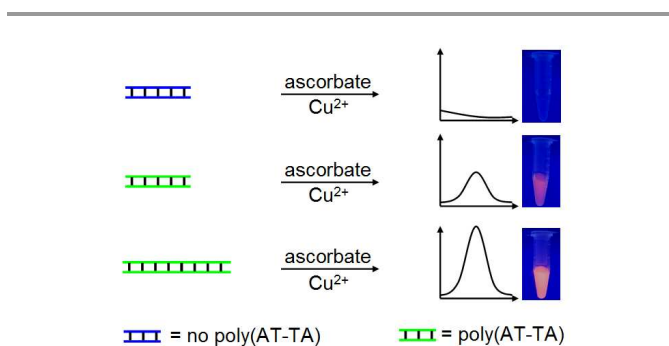 ascorbate
Cu²⁺
ascorbate
Cu²⁺
ascorbate
Cu²⁺
= no poly(AT-TA)
= poly(AT-TA)